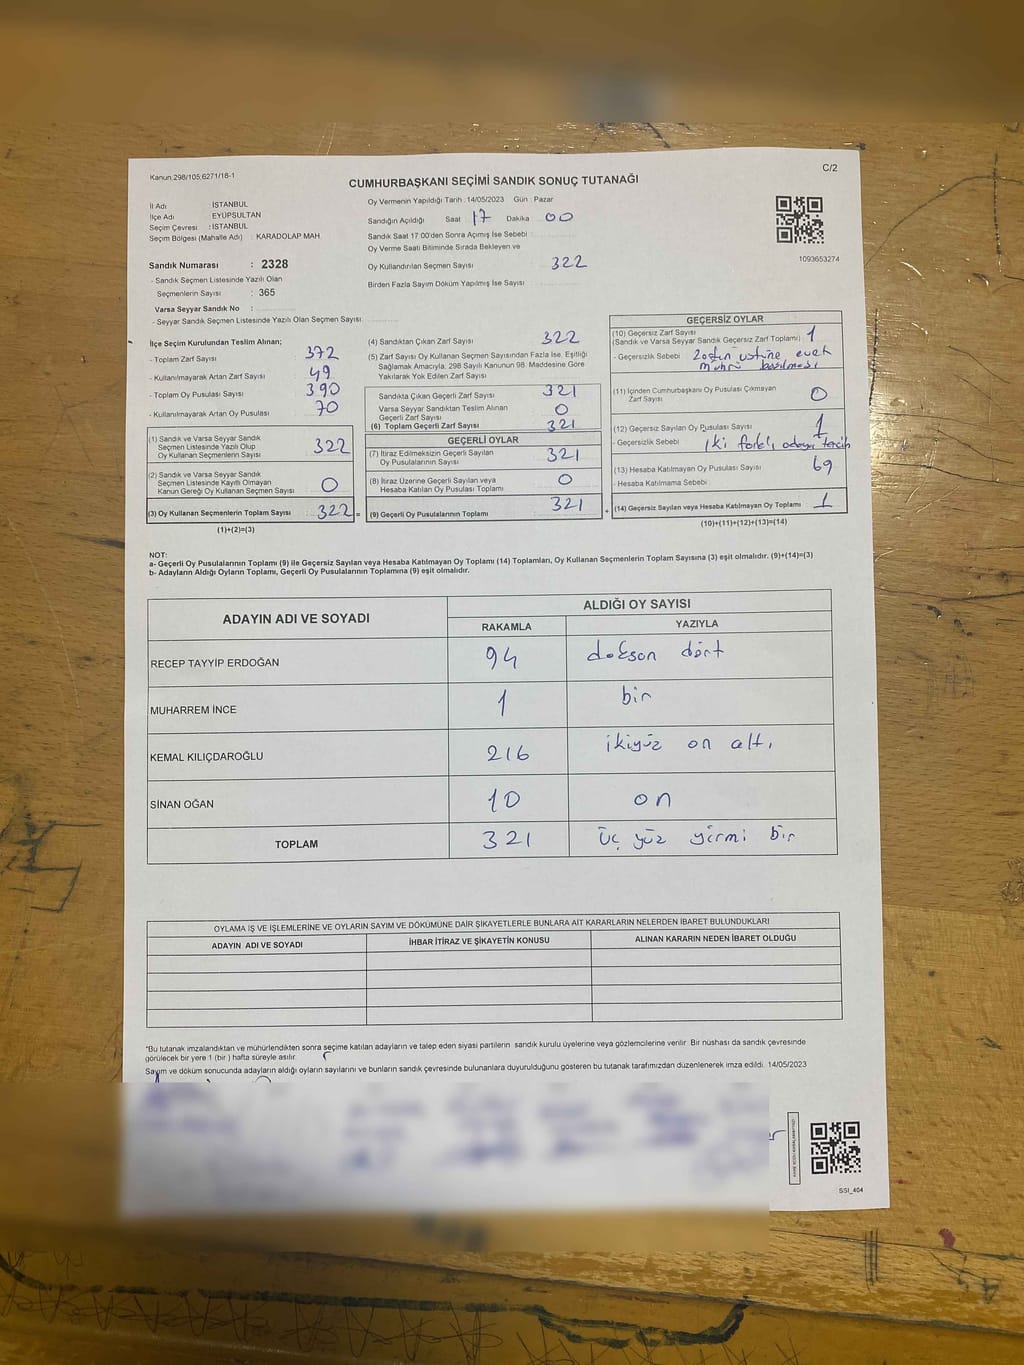 Kanun:298/105;6271/18-1
C/2
CUMHURBAŞKANI SEÇİMİ SANDIK SONUÇ TUTANAĞI
İl Adı : İSTANBUL
İlçe Adı : EYÜPSULTAN
Seçim Çevresi : İSTANBUL
Seçim Bölgesi (Mahalle Adı) : KARADOLAP MAH.
Sandık Numarası : 2328
- Sandık Seçmen Listesinde Yazılı Olan
Seçmenlerin Sayısı : 365
Varsa Seyyar Sandık No :
- Seyyar Sandık Seçmen Listesinde Yazılı Olan Seçmen Sayısı:
Oy Vermenin Yapıldığı Tarih : 14/05/2023 Gün : Pazar
Sandığın Açıldığı Saat 17 Dakika 00
Sandık Saat 17:00'den Sonra Açımış İse Sebebi
Oy Verme Saati Bitiminde Sırada Bekleyen ve
Oy Kullandırılan Seçmen Sayısı 322
Birden Fazla Sayım Döküm Yapılmış İse Sayısı
1093653274
İlçe Seçim Kurulundan Teslim Alınan;
- Toplam Zarf Sayısı 372
- Kullanılmayarak Artan Zarf Sayısı 49
- Toplam Oy Pusulası Sayısı 390
- Kullanılmayarak Artan Oy Pusulası 70
(1) Sandık ve Varsa Seyyar Sandık
Seçmen Listesinde Yazılı Olup
Oy Kullanan Seçmenlerin Sayısı 322
(2) Sandık ve Varsa Seyyar Sandık
Seçmen Listesinde Kayıtlı Olmayan
Kanun Gereği Oy Kullanan Seçmen Sayısı 0
(3) Oy Kullanan Seçmenlerin Toplam Sayısı 322 =
(1)+(2)=(3)
(4) Sandıktan Çıkan Zarf Sayısı 322
(5) Zarf Sayısı Oy Kullanan Seçmen Sayısından Fazla İse, Eşitliği
Sağlamak Amacıyla, 298 Sayılı Kanunun 98. Maddesine Göre
Yakılarak Yok Edilen Zarf Sayısı
Sandıkta Çıkan Geçerli Zarf Sayısı 321
Varsa Seyyar Sandıktan Teslim Alınan
Geçerli Zarf Sayısı 0
(6) Toplam Geçerli Zarf Sayısı 321
GEÇERLİ OYLAR
(7) İtiraz Edilmeksizin Geçerli Sayılan
Oy Pusulalarının Sayısı 321
(8) İtiraz Üzerine Geçerli Sayılan veya
Hesaba Katılan Oy Pusulası Toplamı 0
(9) Geçerli Oy Pusulalarının Toplamı 321 +
GEÇERSİZ OYLAR
(10) Geçersiz Zarf Sayısı
(Sandık ve Varsa Seyyar Sandık Geçersiz Zarf Toplamı) 1
- Geçersizlik Sebebi Zarfın üstüne evet
mührü basılması
(11) İçinden Cumhurbaşkanı Oy Pusulası Çıkmayan
Zarf Sayısı 0
(12) Geçersiz Sayılan Oy Pusulası Sayısı 1
- Geçersizlik Sebebi İki farklı adayı tercih
(13) Hesaba Katılmayan Oy Pusulası Sayısı 69
- Hesaba Katılmama Sebebi
(14) Geçersiz Sayılan veya Hesaba Katılmayan Oy Toplamı 1
(10)+(11)+(12)+(13)=(14)
NOT:
a- Geçerli Oy Pusulalarının Toplamı (9) ile Geçersiz Sayılan veya Hesaba Katılmayan Oy Toplamı (14) Toplamları, Oy Kullanan Seçmenlerin Toplam Sayısına (3) eşit olmalıdır. (9)+(14)=(3)
b- Adayların Aldığı Oyların Toplamı, Geçerli Oy Pusulalarının Toplamına (9) eşit olmalıdır.
ADAYIN ADI VE SOYADI ALDIĞI OY SAYISI
RAKAMLA YAZIYLA
RECEP TAYYİP ERDOĞAN 94 doksan dört
MUHARREM İNCE 1 bir
KEMAL KILIÇDAROĞLU 216 ikiyüz on altı
SİNAN OĞAN 10 on
TOPLAM 321 üç yüz yirmi bir
OYLAMA İŞ VE İŞLEMLERİNE VE OYLARIN SAYIM VE DÖKÜMÜNE DAİR ŞİKAYETLERLE BUNLARA AİT KARARLARIN NELERDEN İBARET BULUNDUKLARI
ADAYIN ADI VE SOYADI İHBAR İTİRAZ VE ŞİKAYETİN KONUSU ALINAN KARARIN NEDEN İBARET OLDUĞU
*Bu tutanak imzalandıktan ve mühürlendikten sonra seçime katılan adayların ve talep eden siyasi partilerin sandık kurulu üyelerine veya gözlemcilerine verilir. Bir nüshası da sandık çevresinde
görülecek bir yere 1 (bir) hafta süreyle asılır.
Sayım ve döküm sonucunda adayların aldığı oyların sayılarını ve bunların sandık çevresinde bulunanlara duyurulduğunu gösteren bu tutanak tarafımızdan düzenlenerek imza edildi. 14/05/2023
SSI_404